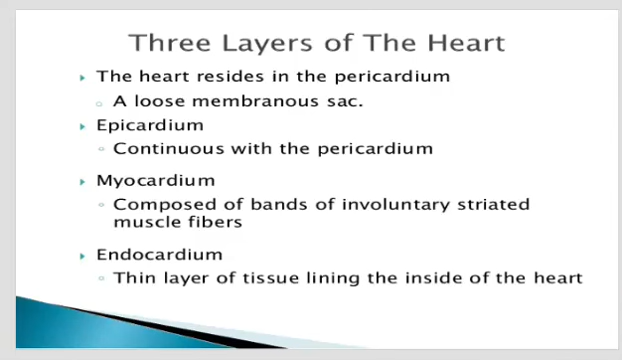 Three Layers of The Heart
The heart resides in the pericardium
A loose membranous sac.
Epicardium
Continuous with the pericardium
Myocardium
Composed of bands of involuntary striated
muscle fibers
Endocardium
Thin layer of tissue lining the inside of the heart